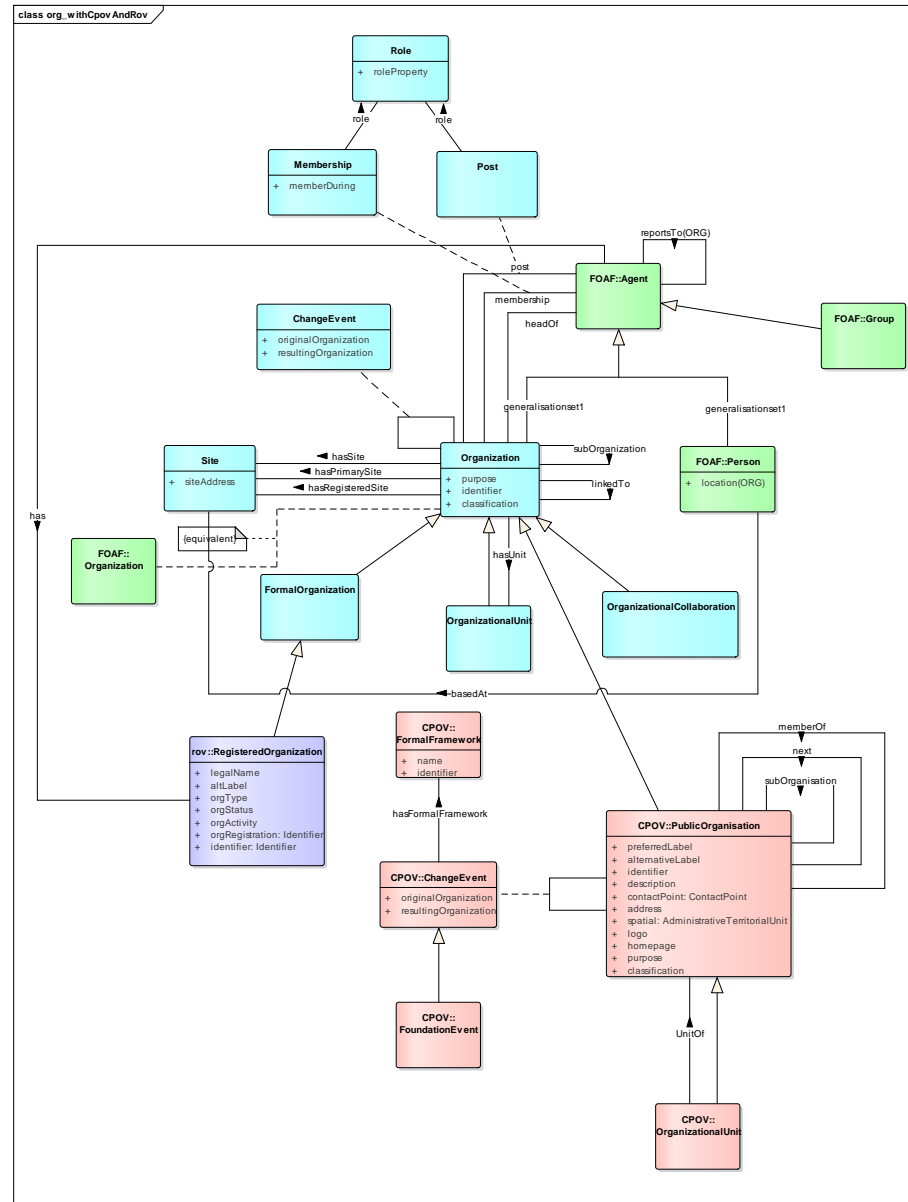 class org_withCpovAndRov
Role
+ roleProperty
role
role
Membership
+ memberDuring
Post
reportsTo(ORG)
post
FOAF::Agent
membership
headOf
ChangeEvent
+ originalOrganization
+ resultingOrganization
FOAF::Group
generalisationset1
generalisationset1
hasSite
Site
+ siteAddress
hasPrimarySite
hasRegisteredSite
Organization
+ purpose
+ identifier
+ classification
subOrganization
linkedTo
FOAF::Person
+ location(ORG)
has
{equivalent}
FOAF::
Organization
hasUnit
FormalOrganization
OrganizationalUnit
OrganizationalCollaboration
basedAt
rov::RegisteredOrganization
+ legalName
+ altLabel
+ orgType
+ orgStatus
+ orgActivity
+ orgRegistration: Identifier
+ identifier: Identifier
CPOV::
FormalFramework
+ name
+ identifier
memberOf
next
subOrganisation
hasFormalFramework
CPOV::PublicOrganisation
+ preferredLabel
+ alternativeLabel
+ identifier
+ description
+ contactPoint: ContactPoint
+ address
+ spatial: AdministrativeTerritorialUnit
+ logo
+ homepage
+ purpose
+ classification
CPOV::ChangeEvent
+ originalOrganization
+ resultingOrganization
CPOV::
FoundationEvent
UnitOf
CPOV::
OrganizationalUnit